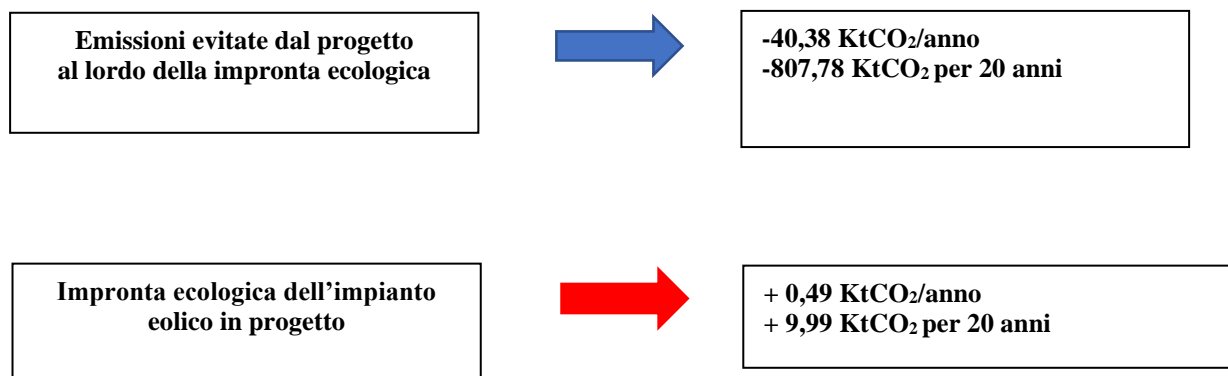 Emissioni evitate dal progetto
al lordo della impronta ecologica
-40,38 KtCO₂/anno
-807,78 KtCO₂ per 20 anni
Impronta ecologica dell’impianto
eolico in progetto
+ 0,49 KtCO₂/anno
+ 9,99 KtCO₂ per 20 anni